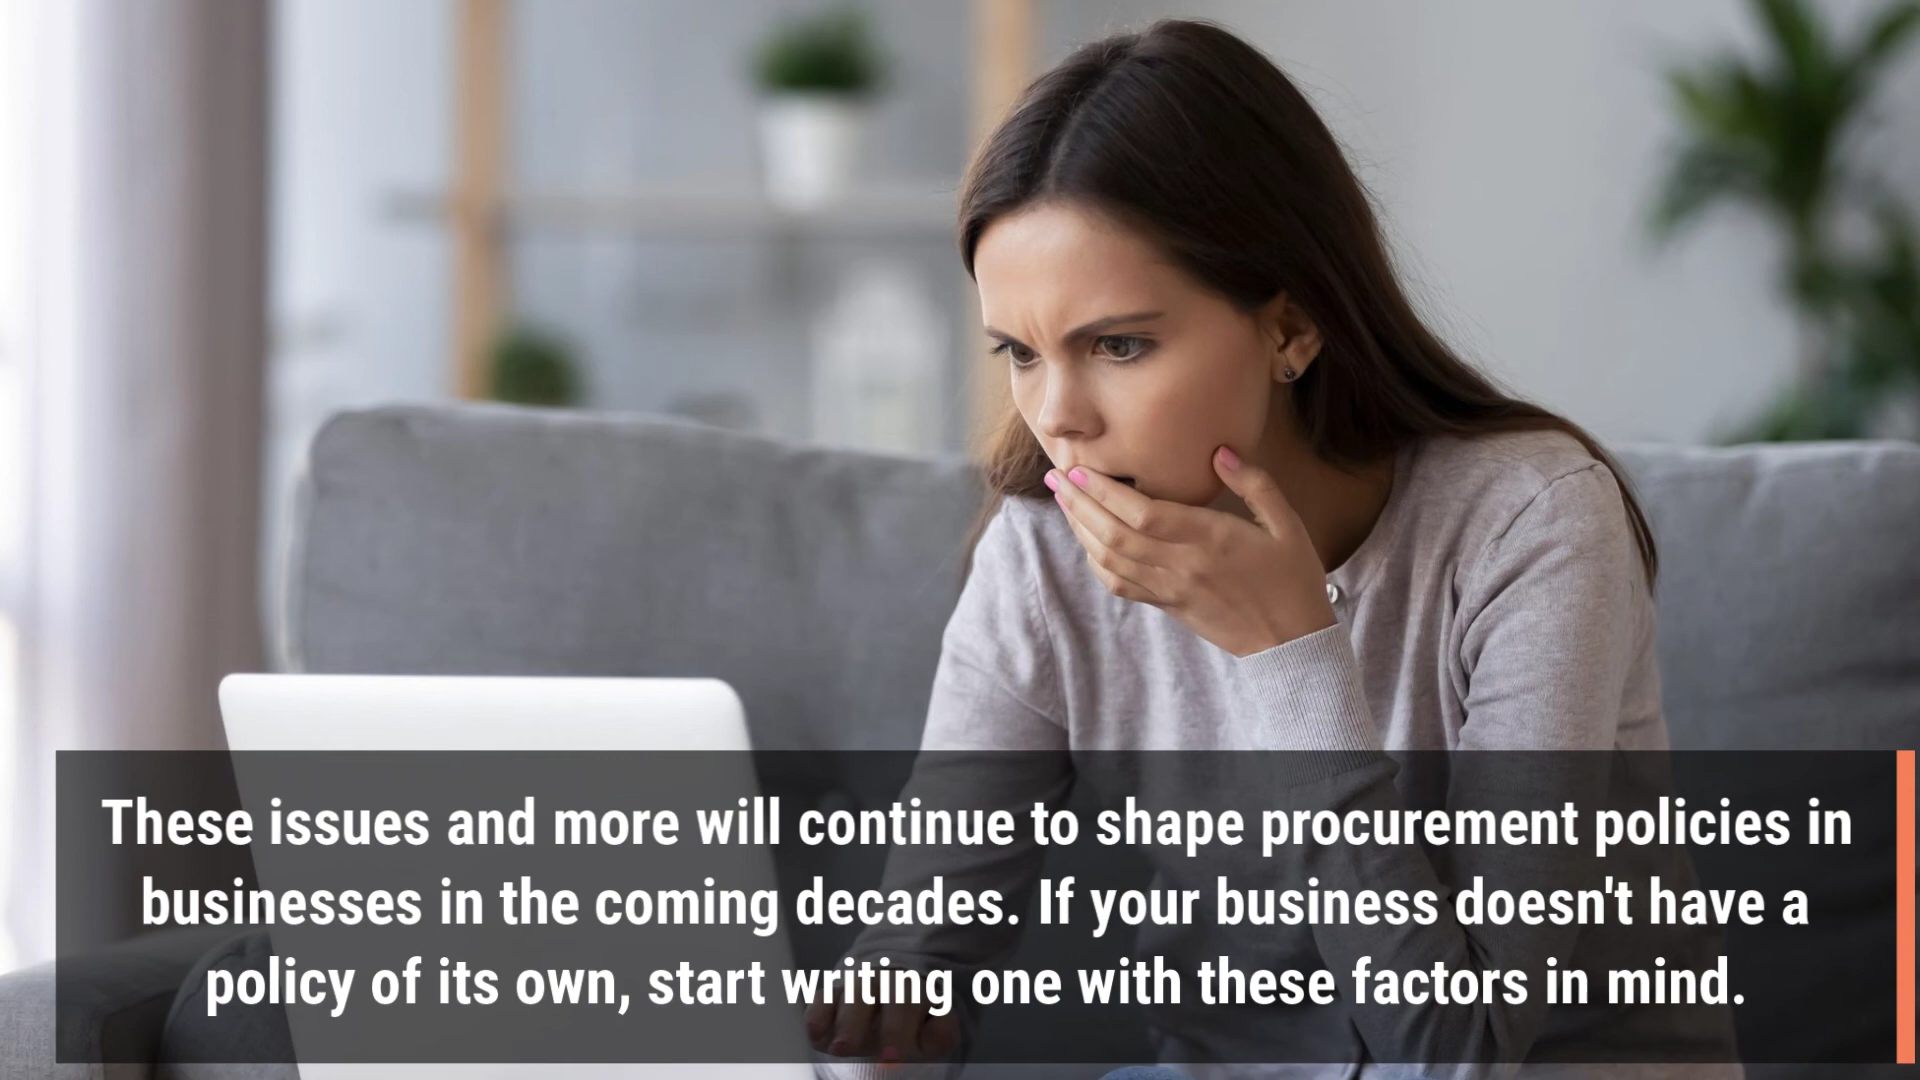 These issues and more will continue to shape procurement policies in
businesses in the coming decades. If your business doesn't have a
policy of its own, start writing one with these factors in mind.